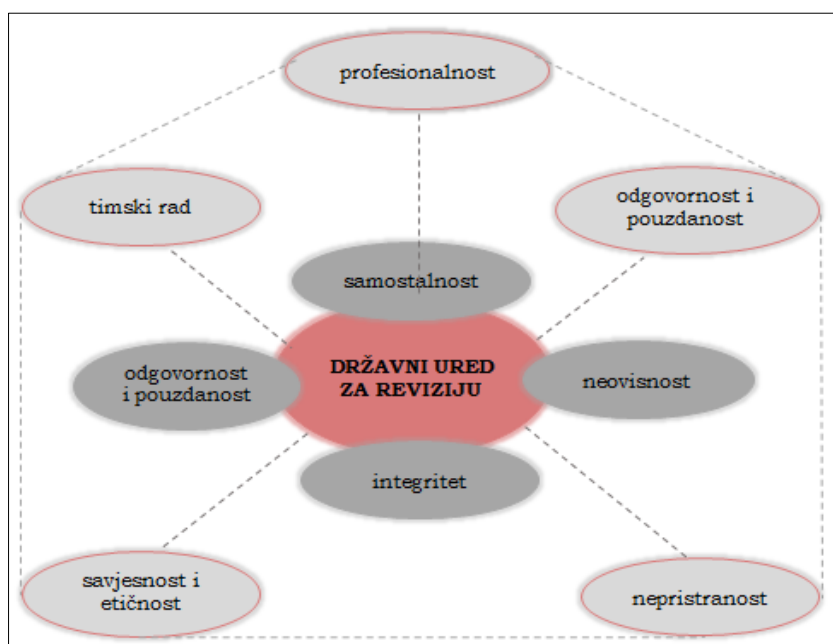 profesionalnost
timski rad
odgovornost i
pouzdanost
samostalnost
odgovornost
i pouzdanost
DRŽAVNI URED
ZA REVIZIJU
neovisnost
integritet
savjesnost i
etičnost
nepristranost